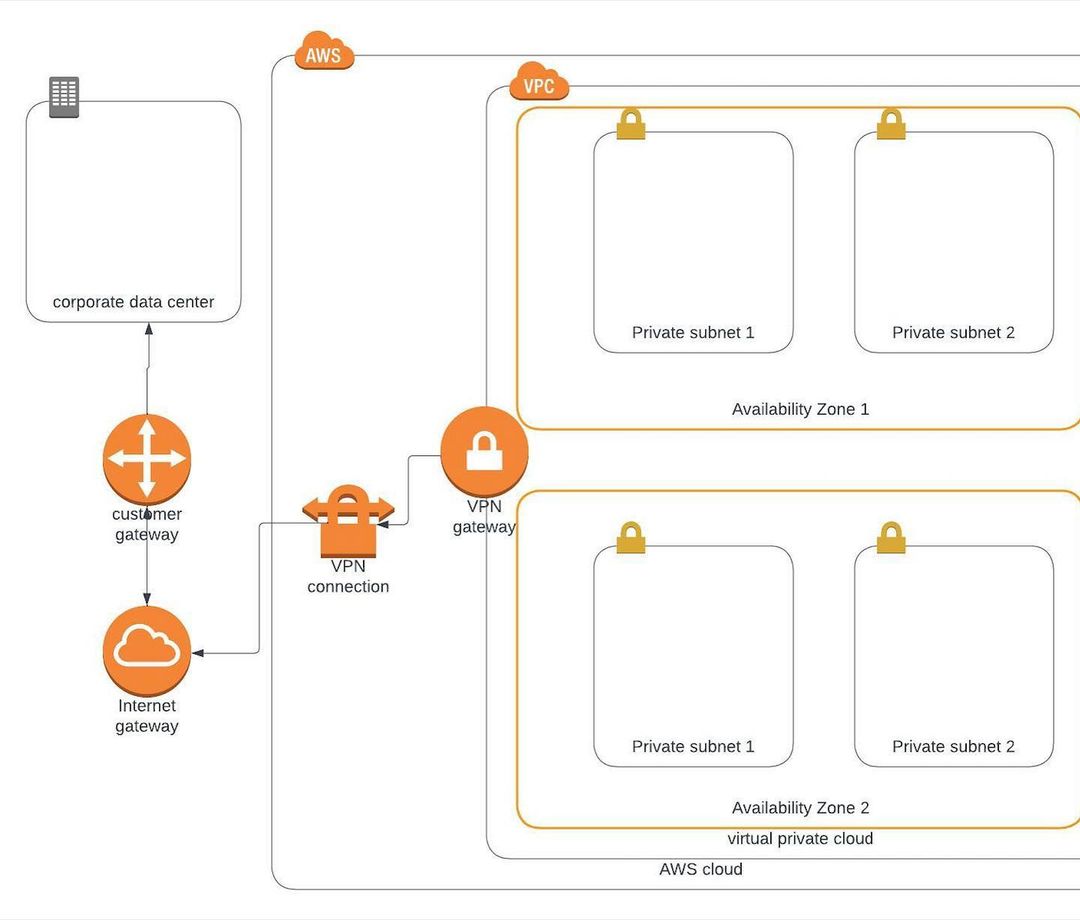 AWS
VPC
corporate data center
Private subnet 1
Private subnet 2
Availability Zone 1
customer
gateway
VPN
gateway
VPN
connection
Internet
gateway
Private subnet 1
Private subnet 2
Availability Zone 2
virtual private cloud
AWS cloud